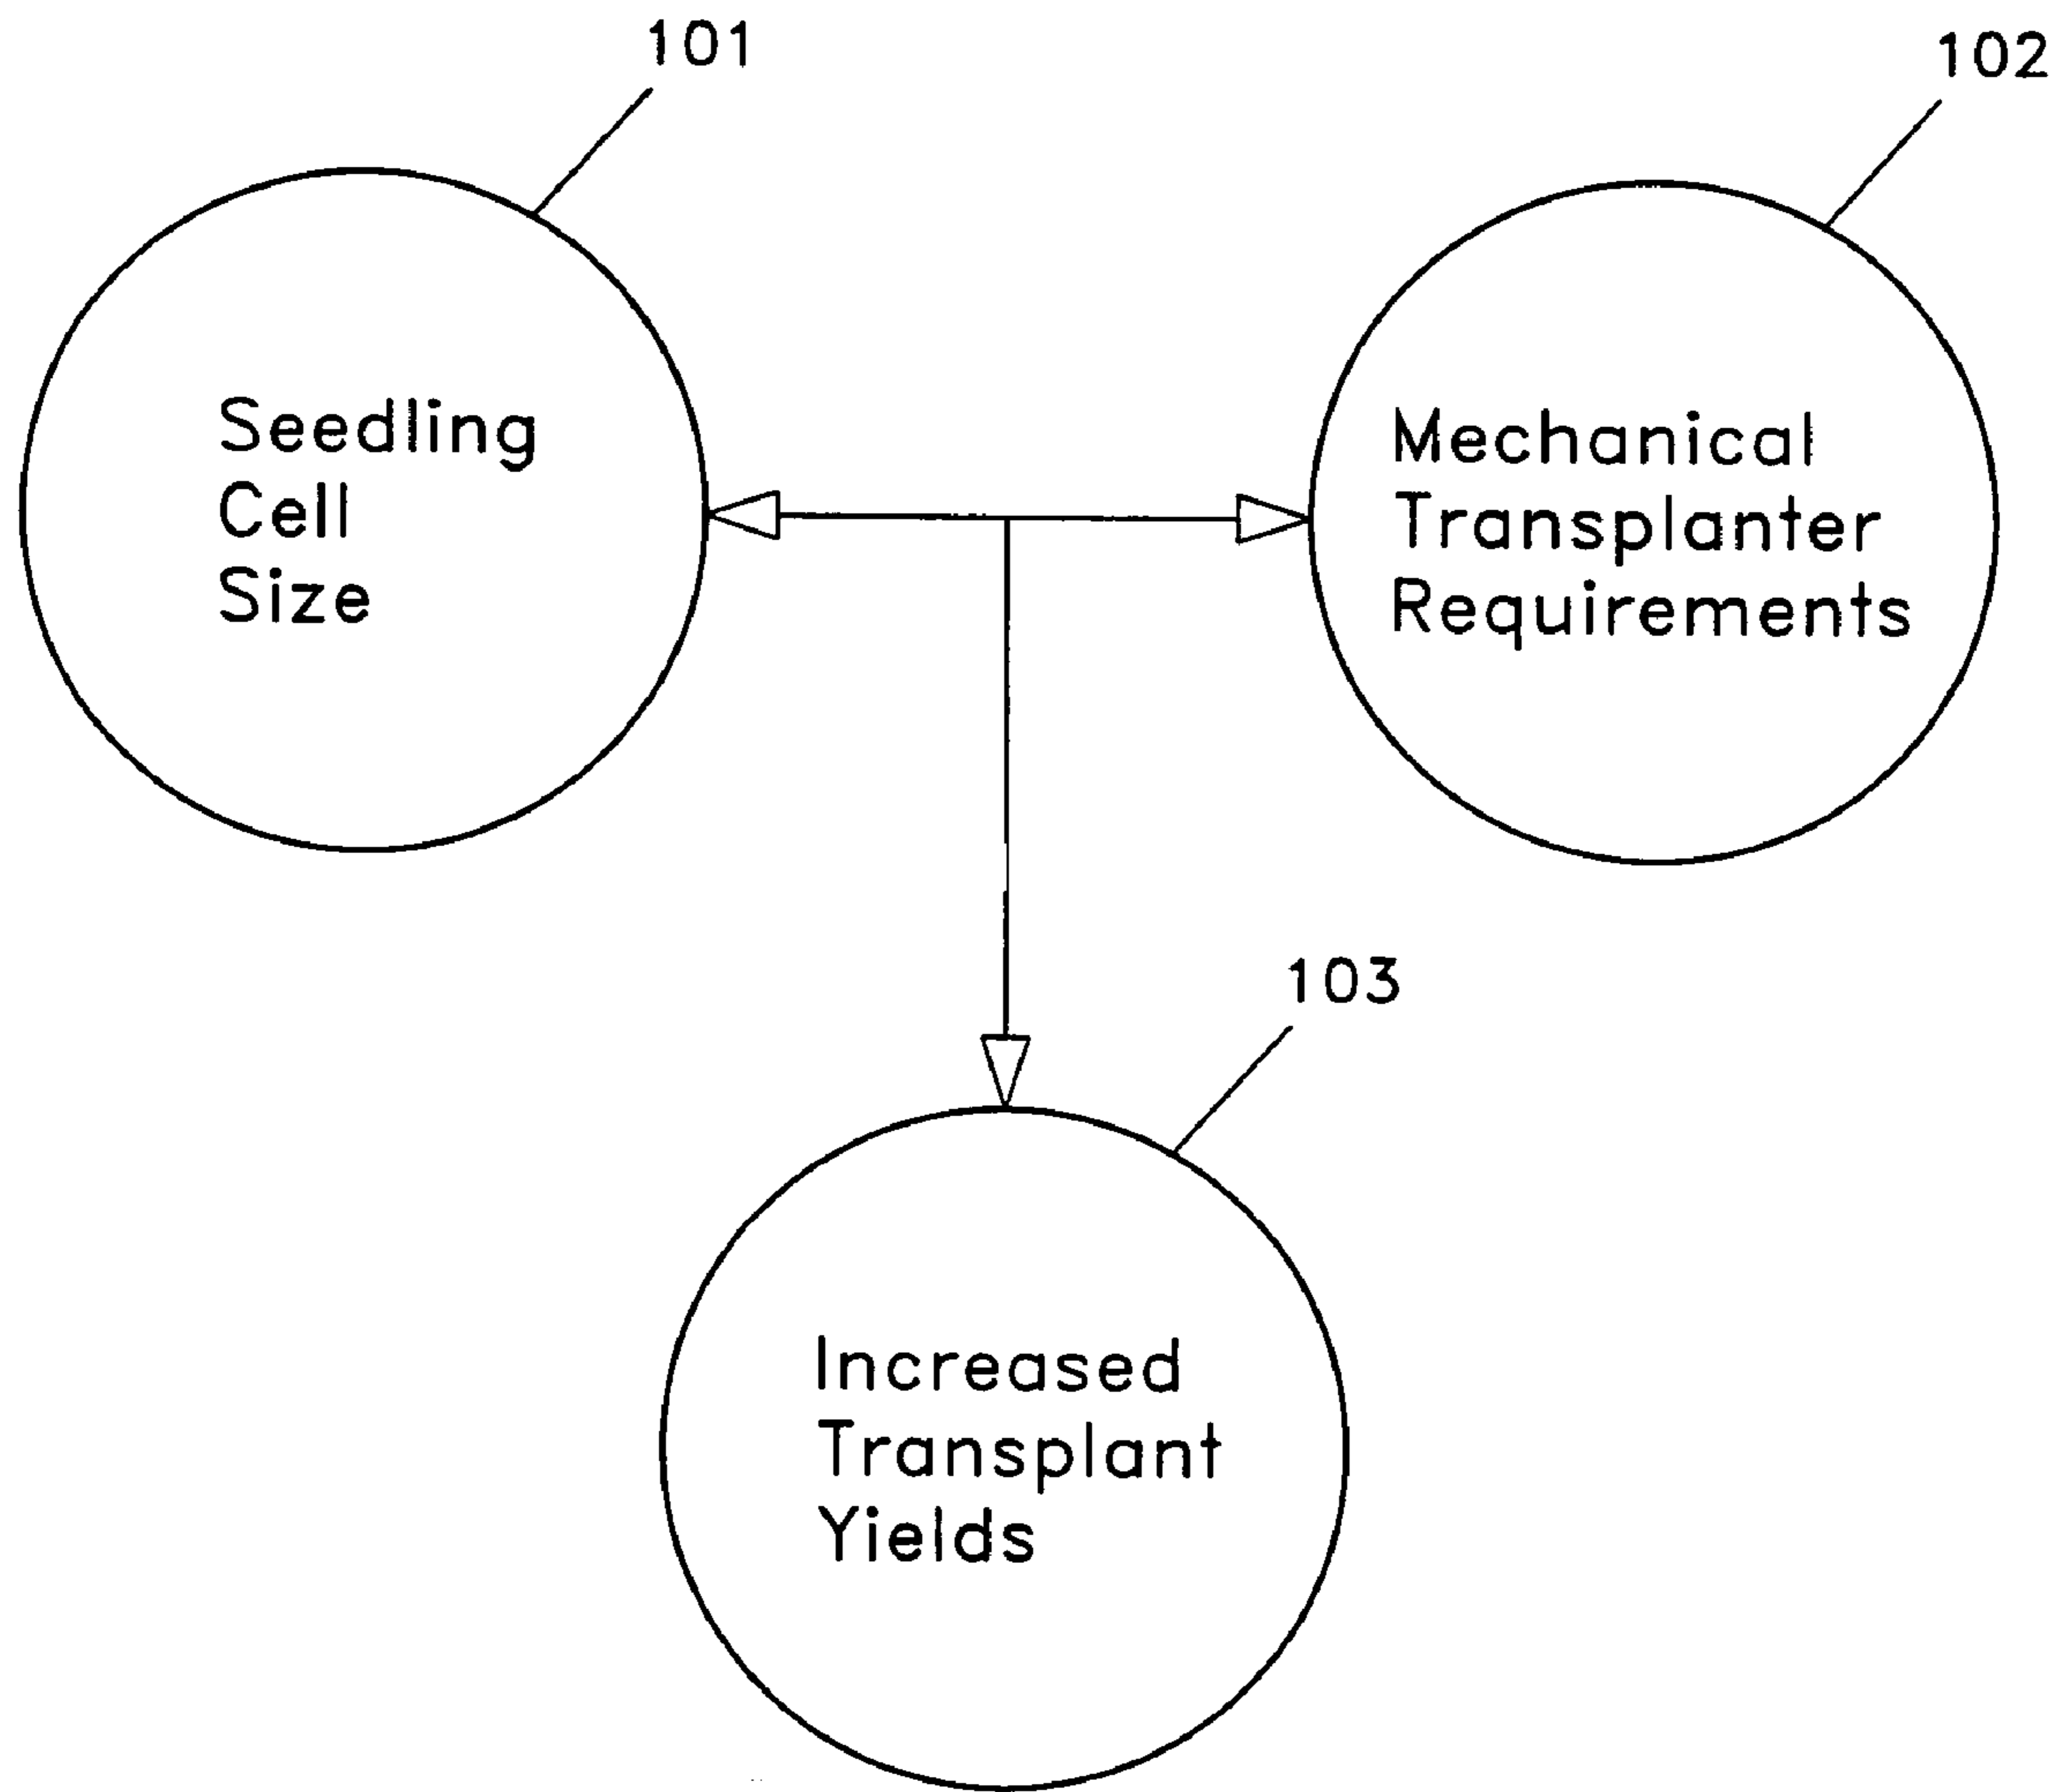 101
102
Seedling
Cell
Size
Mechanical
Transplanter
Requirements
103
Increased
Transplant
Yields